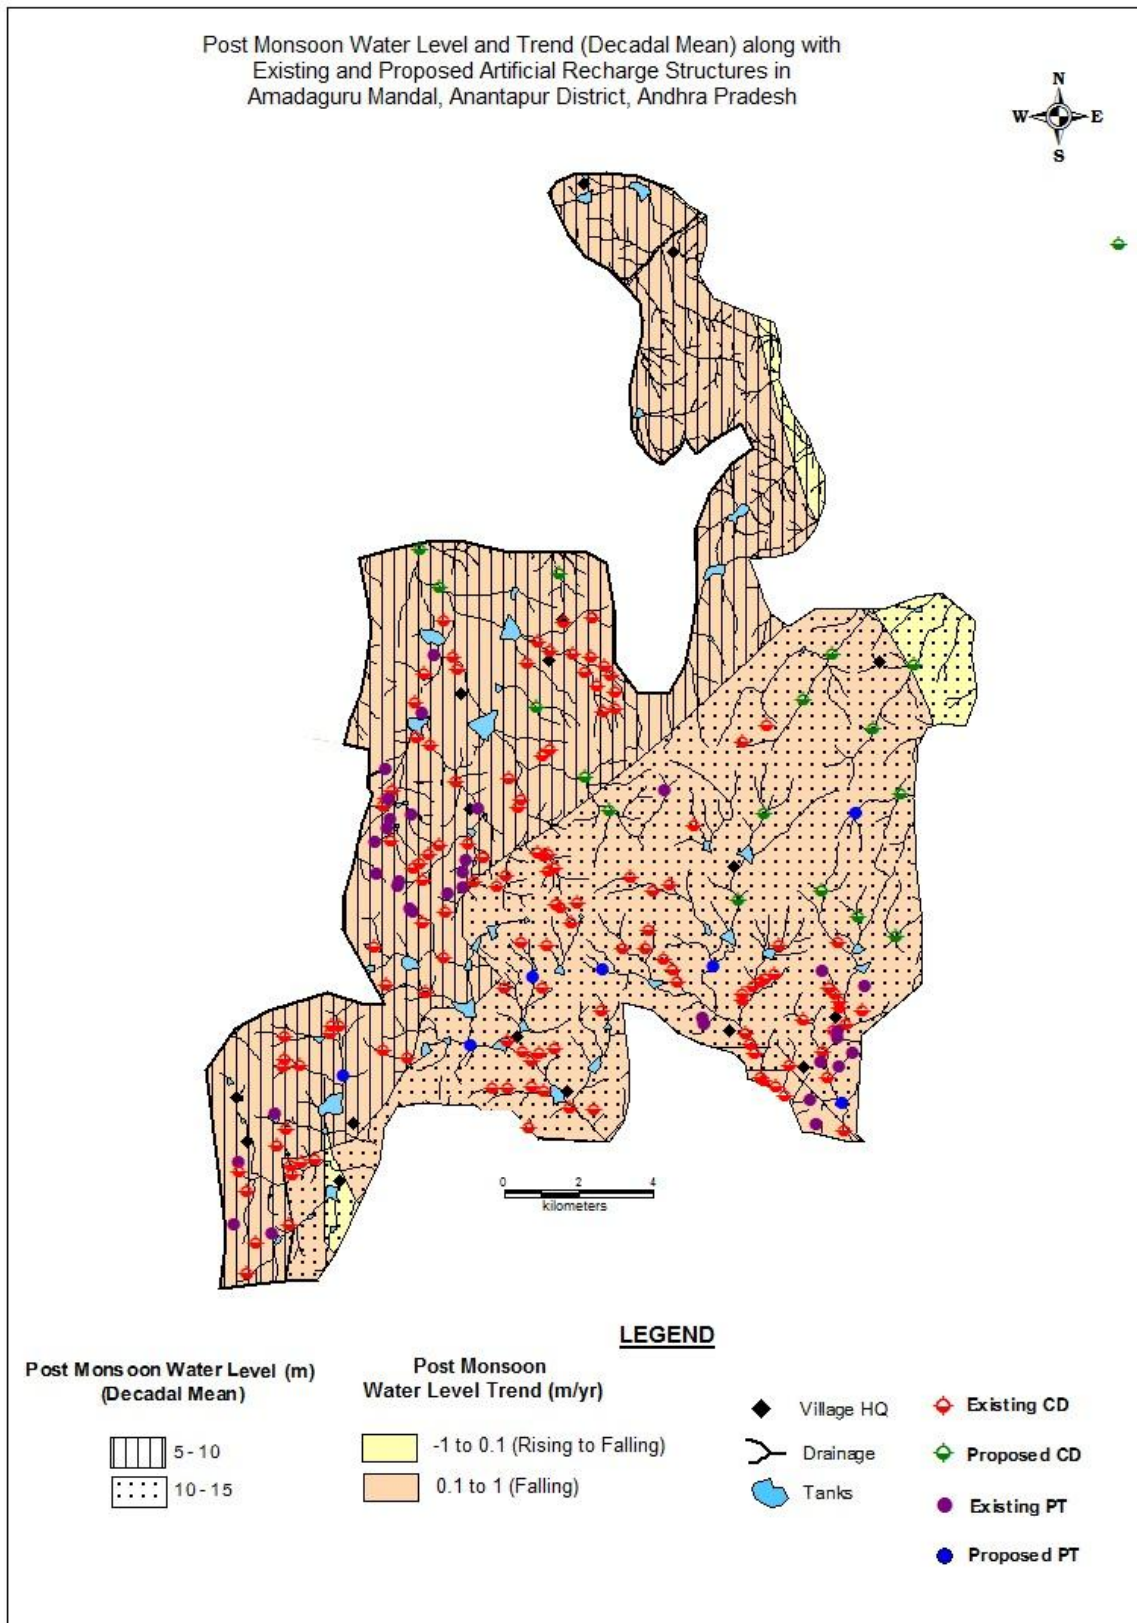 Post Monsoon Water Level and Trend (Decadal Mean) along with
Existing and Proposed Artificial Recharge Structures in
Amadaguru Mandal, Anantapur District, Andhra Pradesh
N
W E
S
0 2 4
kilometers
LEGEND
Post Monsoon Water Level (m)
(Decadal Mean)
5 - 10
10 - 15
Post Monsoon
Water Level Trend (m/yr)
-1 to 0.1 (Rising to Falling)
0.1 to 1 (Falling)
Village HQ
Drainage
Tanks
Existing CD
Proposed CD
Existing PT
Proposed PT